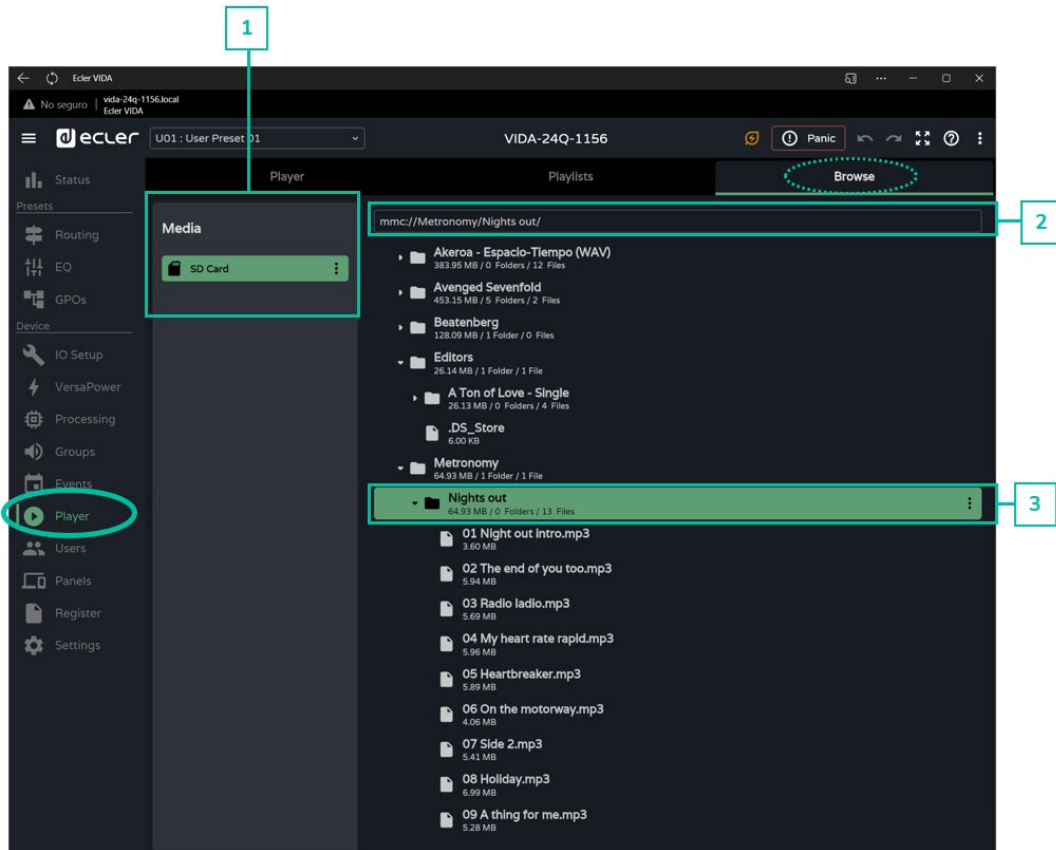 1
Ecler VIDA
No seguro | vida-24q-1156.local
Ecler VIDA
ecler
U01 : User Preset 01
VIDA-24Q-1156
Panic
Status
Presets
Routing
EQ
GPOs
Device
IO Setup
VersaPower
Processing
Groups
Events
Player
Users
Panels
Register
Settings
Player
Playlists
Browse
Media
SD Card
mmc://Metronomy/Nights out/
2
Akeroa - Espacio-Tiempo (WAV)
383.95 MB / 0 Folders / 12 Files
Avenged Sevenfold
453.15 MB / 5 Folders / 2 Files
Beatenberg
128.09 MB / 1 Folder / 0 Files
Editors
26.14 MB / 1 Folder / 1 File
A Ton of Love - Single
26.13 MB / 0 Folders / 4 Files
.DS_Store
6.00 KB
Metronomy
64.93 MB / 1 Folder / 1 File
Nights out
64.93 MB / 0 Folders / 13 Files
3
01 Night out intro.mp3
3.60 MB
02 The end of you too.mp3
5.94 MB
03 Radio ladio.mp3
5.69 MB
04 My heart rate rapid.mp3
5.96 MB
05 Heartbreaker.mp3
5.89 MB
06 On the motorway.mp3
4.06 MB
07 Side 2.mp3
5.41 MB
08 Holiday.mp3
6.99 MB
09 A thing for me.mp3
5.28 MB